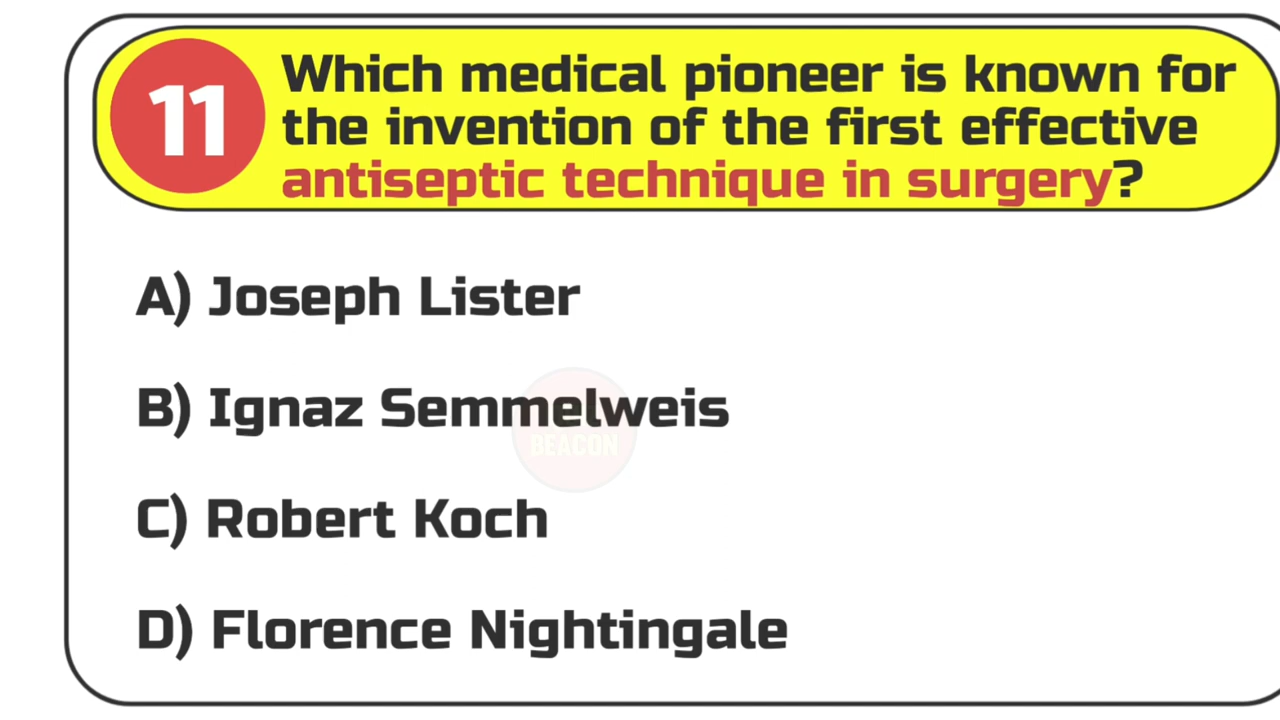 11
Which medical pioneer is known for
the invention of the first effective
antiseptic technique in surgery?
A) Joseph Lister
B) Ignaz Semmelweis
BEACON
C) Robert Koch
D) Florence Nightingale